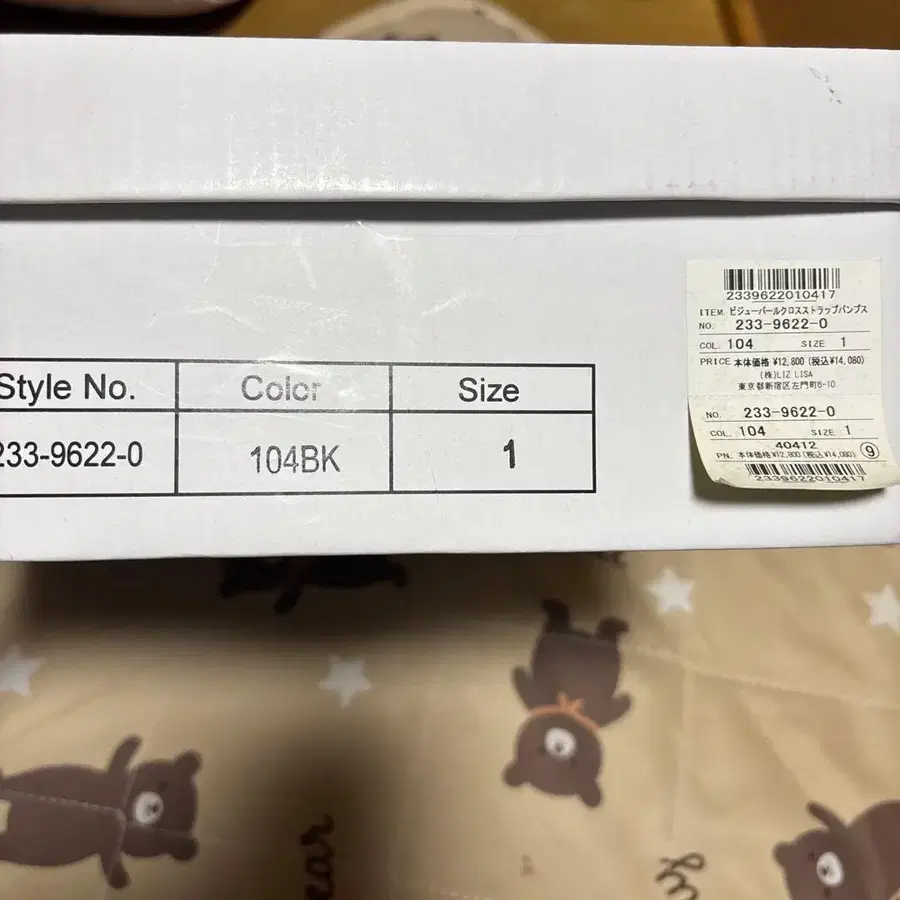 Style No. Color Size
233-9622-0 104BK 1
2339622010417
ITEM. ビジューパールクロスストラップパンプス
NO. 233-9622-0
COL. 104 SIZE 1
PRICE 本体価格 ¥12,800 (税込¥14,080)
(株)LIZ LISA
東京都新宿区左門町6-10
NO. 233-9622-0
COL. 104 SIZE 1
40412
PN. 本体価格¥12,800(税込¥14,080) ⑨
2339622010417